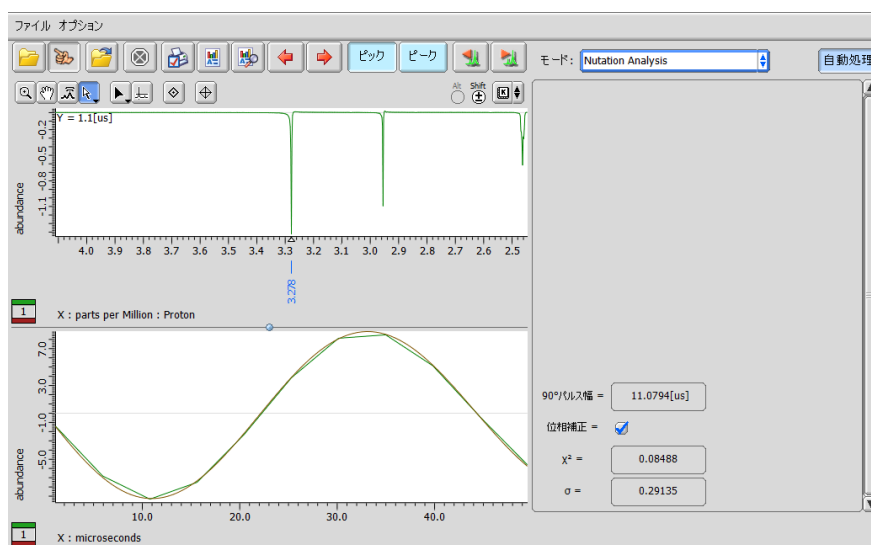 ファイル オプション
ピック ピーク モード: Nutation Analysis 自動処理
Alt Shift
Y = 1.1[us]
abundance
-0.2
-0.5
-0.8
-1.1
4.0 3.9 3.8 3.7 3.6 3.5 3.4 3.3 3.2 3.1 3.0 2.9 2.8 2.7 2.6 2.5
3.278
1
X : parts per Million : Proton
abundance
7.0
3.0
-1.0
-5.0
10.0 20.0 30.0 40.0
1
X : microseconds
90°パルス幅 = 11.0794[us]
位相補正 =
χ² = 0.08488
σ = 0.29135